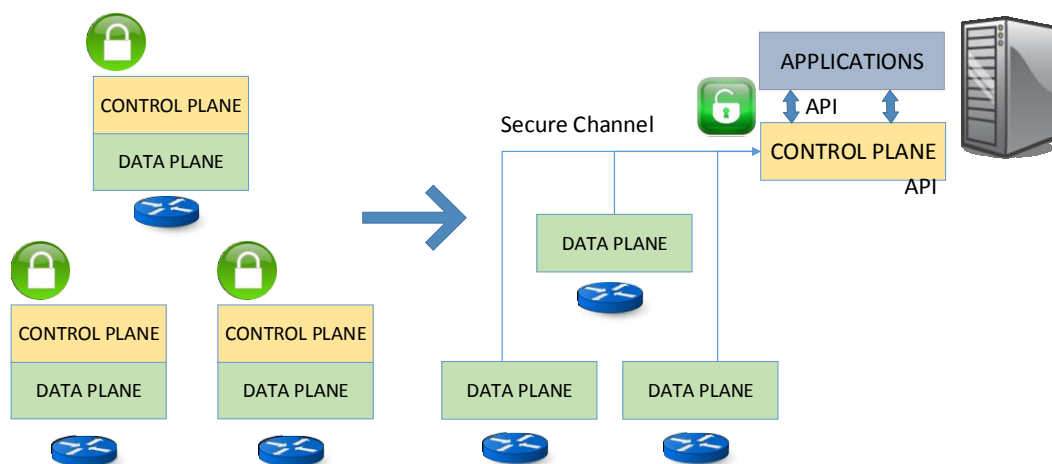 CONTROL PLANE
DATA PLANE
CONTROL PLANE
DATA PLANE
CONTROL PLANE
DATA PLANE
APPLICATIONS
API
Secure Channel
CONTROL PLANE
API
DATA PLANE
DATA PLANE
DATA PLANE